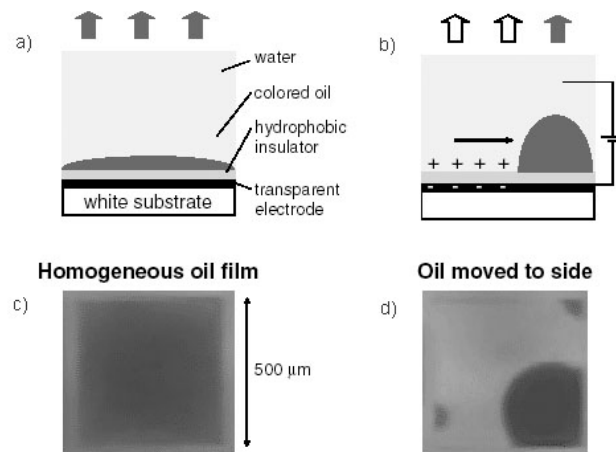 a)
water
colored oil
hydrophobic
insulator
transparent
electrode
white substrate
b)
+ + + +
- - - -
Homogeneous oil film
c)
500 µm
Oil moved to side
d)